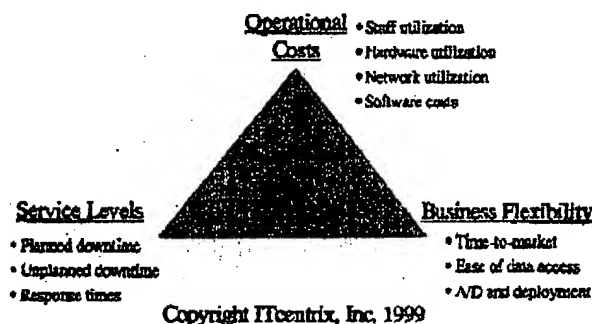 Operational
Costs
• Staff utilization
• Hardware utilization
• Network utilization
• Software costs
Service Levels
• Planned downtime
• Unplanned downtime
• Response times
Business Flexibility
• Time-to-market
• Ease of data access
• A/D and deployment
Copyright ITcentrix, Inc, 1999